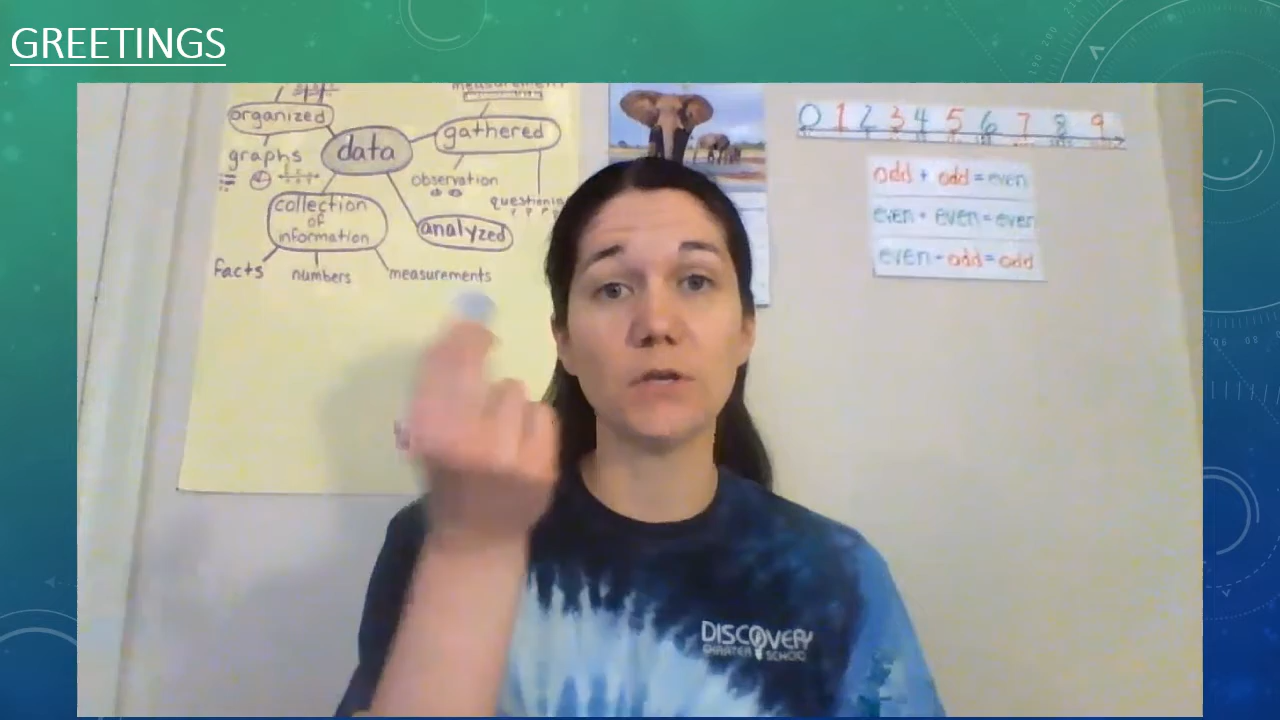 GREETINGS
measurement
organized
gathered
data
graphs
observation
questioning
collection
of
information
analyzed
facts
numbers
measurements
0 1 2 3 4 5 6 7 8 9
odd + odd = even
even + even = even
even + odd = odd
DISCOVERY
CHARTER SCHOOL